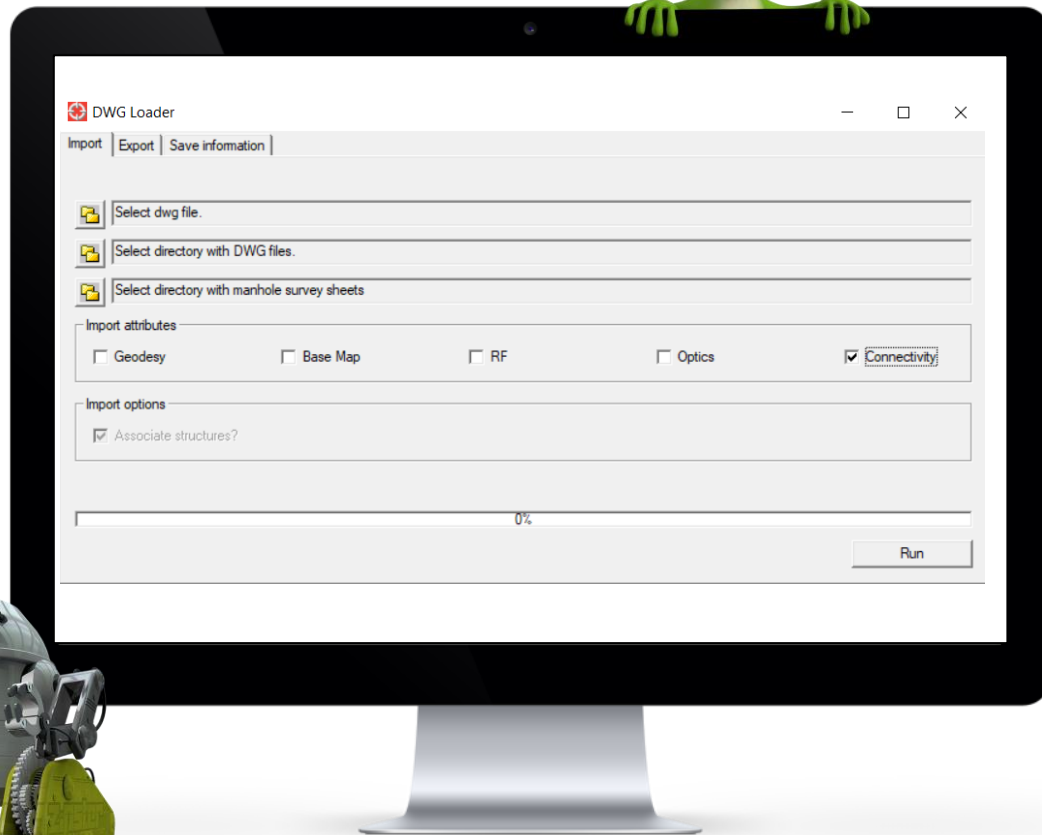 DWG Loader
Import Export Save information
Select dwg file.
Select directory with DWG files.
Select directory with manhole survey sheets
Import attributes
Geodesy Base Map RF Optics Connectivity
Import options
Associate structures?
0%
Run